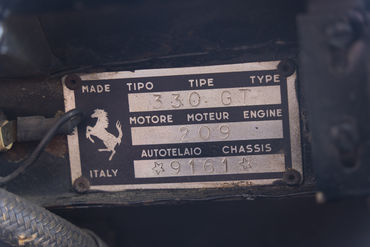 MADE TIPO TIPE TYPE
330 GT
MOTORE MOTEUR ENGINE
209
AUTOTELAIO CHASSIS
☆9161☆
ITALY